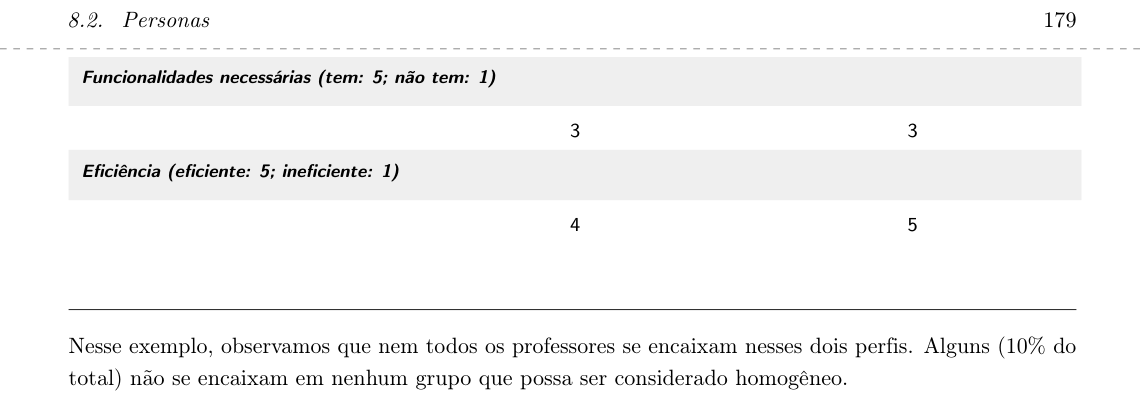 8.2. Personas 179
Funcionalidades necessárias (tem: 5; não tem: 1)
3 3
Eficiência (eficiente: 5; ineficiente: 1)
4 5
Nesse exemplo, observamos que nem todos os professores se encaixam nesses dois perfis. Alguns (10% do
total) não se encaixam em nenhum grupo que possa ser considerado homogêneo.